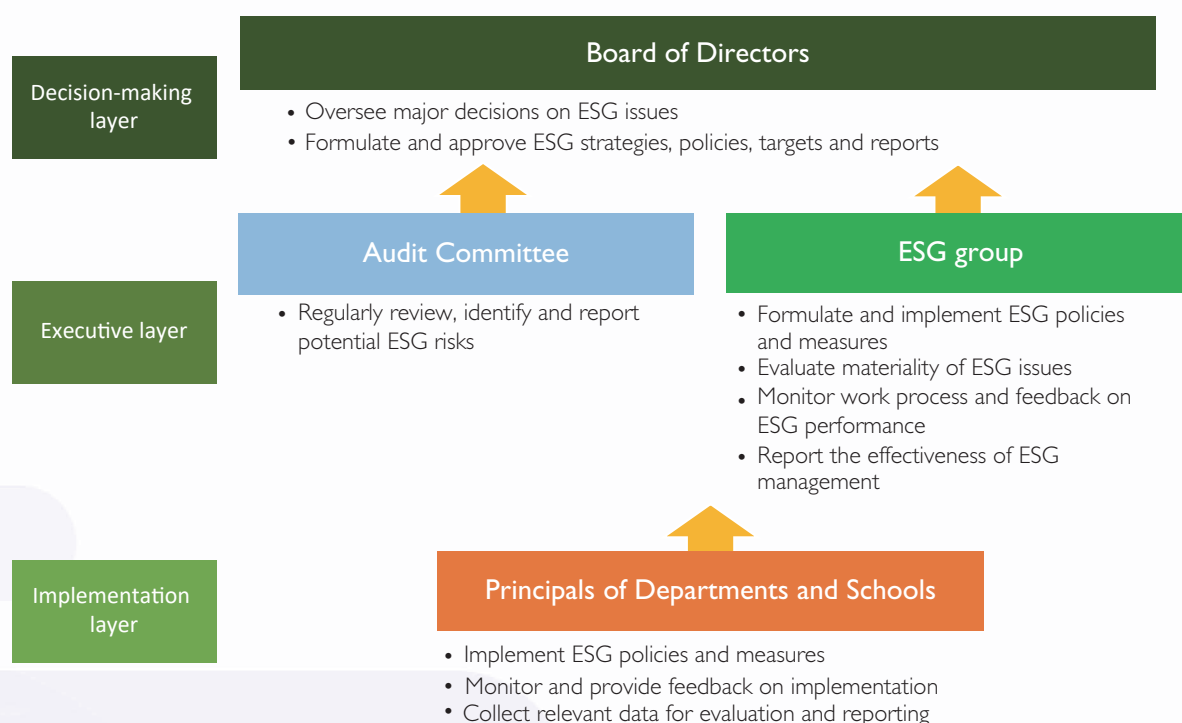 Board of Directors
Decision-making
layer
• Oversee major decisions on ESG issues
• Formulate and approve ESG strategies, policies, targets and reports
Audit Committee
ESG group
Executive layer
• Regularly review, identify and report
potential ESG risks
• Formulate and implement ESG policies
and measures
• Evaluate materiality of ESG issues
• Monitor work process and feedback on
ESG performance
• Report the effectiveness of ESG
management
Implementation
layer
Principals of Departments and Schools
• Implement ESG policies and measures
• Monitor and provide feedback on implementation
• Collect relevant data for evaluation and reporting